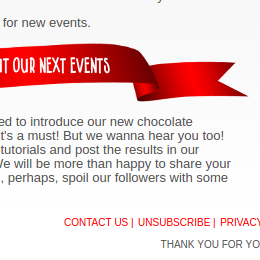 for new events.
OUR NEXT EVENTS
ed to introduce our new chocolate
t's a must! But we wanna hear you too!
tutorials and post the results in our
We will be more than happy to share your
, perhaps, spoil our followers with some
CONTACT US | UNSUBSCRIBE | PRIVACY
THANK YOU FOR YO